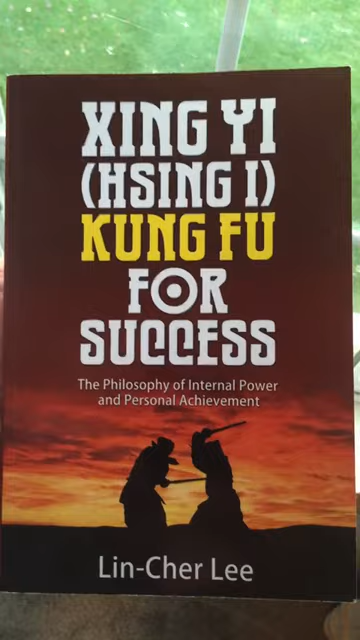 XING YI
(HSING I)
KUNG FU
FOR
SUCCESS
The Philosophy of Internal Power
and Personal Achievement
Lin-Cher Lee